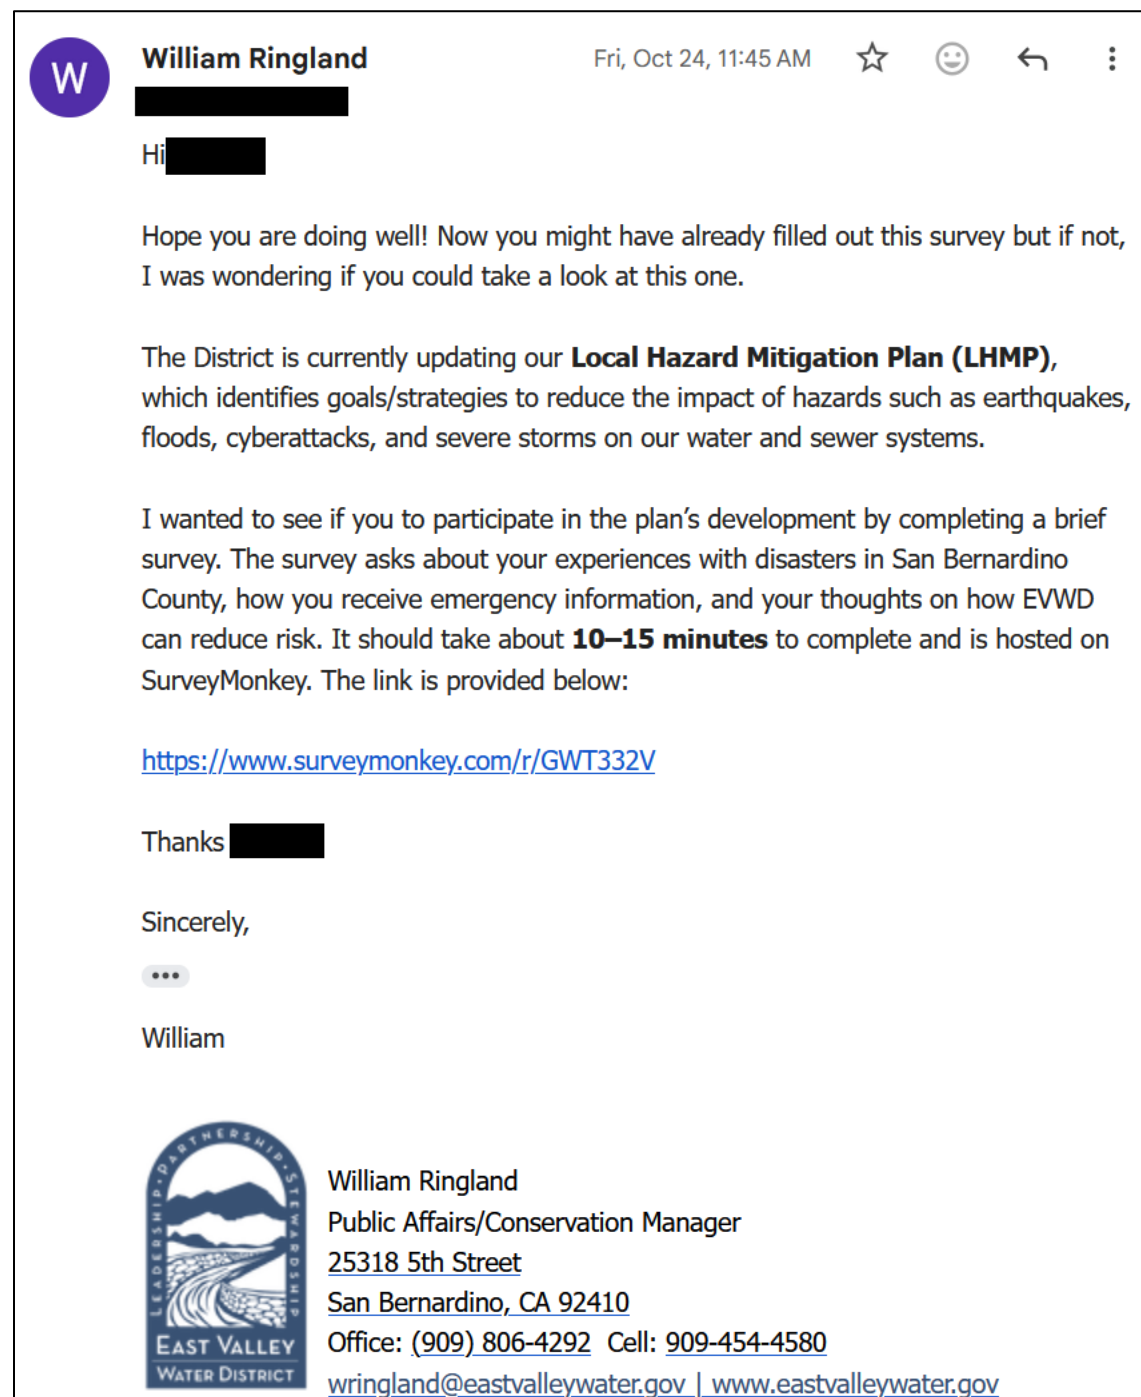 W
William Ringland
Fri, Oct 24, 11:45 AM
Hi
Hope you are doing well! Now you might have already filled out this survey but if not,
I was wondering if you could take a look at this one.
The District is currently updating our Local Hazard Mitigation Plan (LHMP),
which identifies goals/strategies to reduce the impact of hazards such as earthquakes,
floods, cyberattacks, and severe storms on our water and sewer systems.
I wanted to see if you to participate in the plan’s development by completing a brief
survey. The survey asks about your experiences with disasters in San Bernardino
County, how you receive emergency information, and your thoughts on how EVWD
can reduce risk. It should take about 10–15 minutes to complete and is hosted on
SurveyMonkey. The link is provided below:
https://www.surveymonkey.com/r/GWT332V
Thanks
Sincerely,
William
LEADERSHIP · PARTNERSHIP · STEWARDSHIP
EAST VALLEY
WATER DISTRICT
William Ringland
Public Affairs/Conservation Manager
25318 5th Street
San Bernardino, CA 92410
Office: (909) 806-4292 Cell: 909-454-4580
wringland@eastvalleywater.gov | www.eastvalleywater.gov